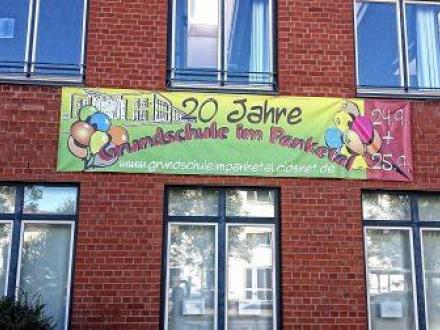 20 Jahre
Grundschule im Panketal
www.grundschuleimpanketal.cidsnet.de
24.9.
+
25.9.